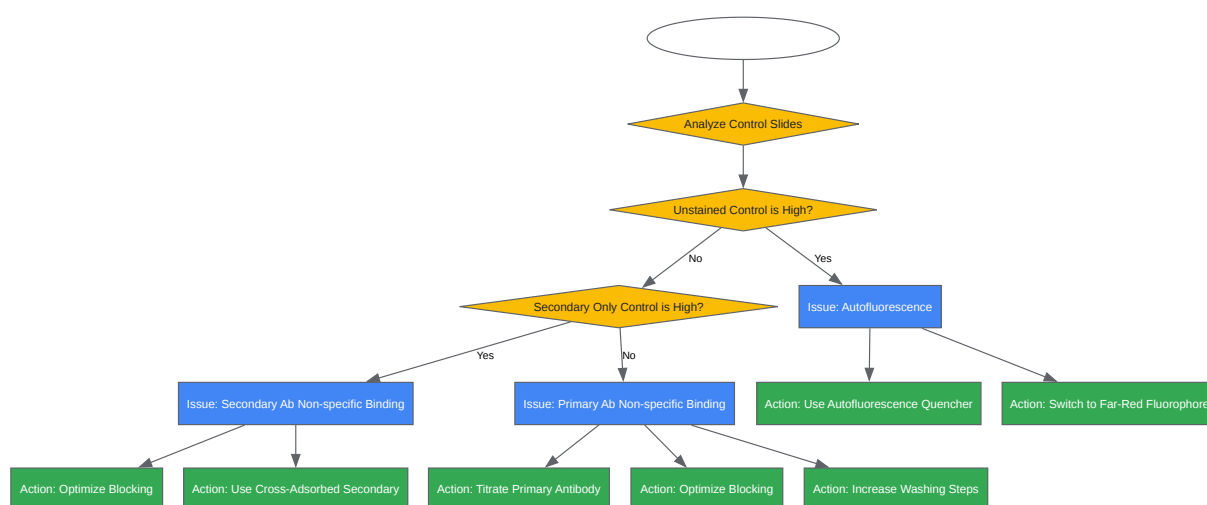 Analyze Control Slides
Unstained Control is High?
No
Yes
Secondary Only Control is High?
Issue: Autofluorescence
Yes
No
Issue: Secondary Ab Non-specific Binding
Issue: Primary Ab Non-specific Binding
Action: Use Autofluorescence Quencher
Action: Switch to Far-Red Fluorophore
Action: Optimize Blocking
Action: Use Cross-Adsorbed Secondary
Action: Titrate Primary Antibody
Action: Optimize Blocking
Action: Increase Washing Steps